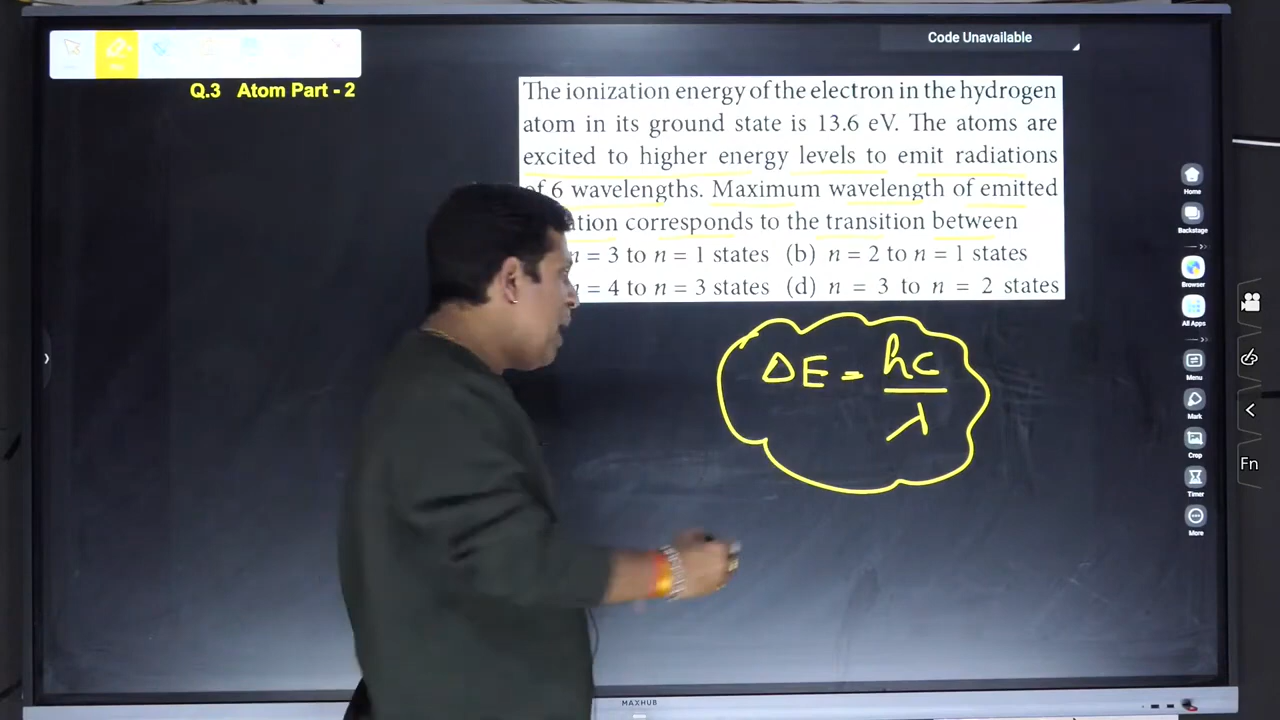 Code Unavailable
Q.3 Atom Part - 2
The ionization energy of the electron in the hydrogen
atom in its ground state is 13.6 eV. The atoms are
excited to higher energy levels to emit radiations
of 6 wavelengths. Maximum wavelength of emitted
corresponds to the transition between
n = 3 to n = 1 states (b) n = 2 to n = 1 states
n = 4 to n = 3 states (d) n = 3 to n = 2 states
ΔE = hc
λ
Home
Backstage
Browser
All Apps
Menu
Mark
Crop
Timer
More
Fn
MAXHUB